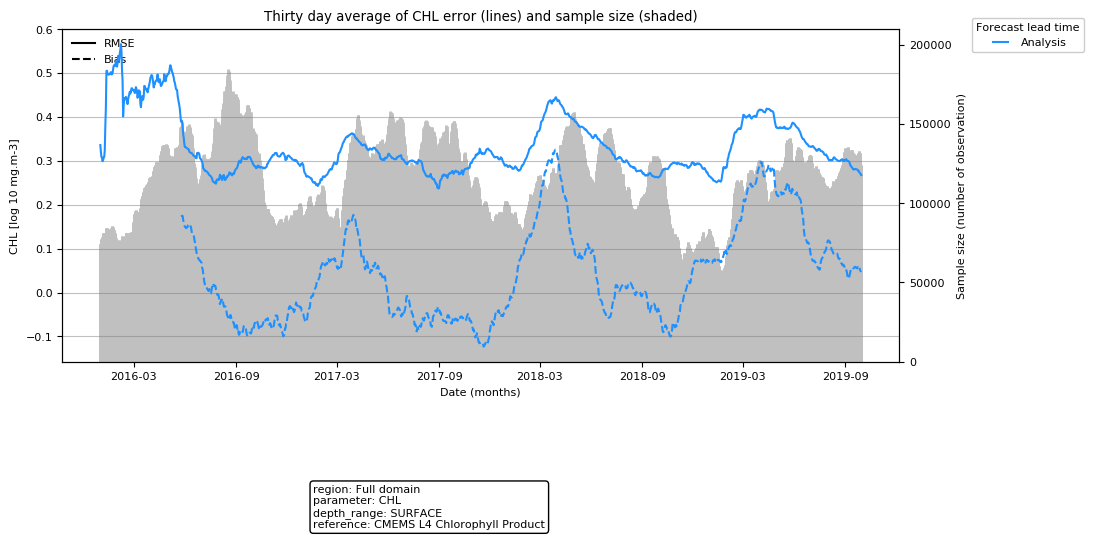 Thirty day average of CHL error (lines) and sample size (shaded)
Forecast lead time
Analysis
RMSE
Bias
0.6
0.5
0.4
0.3
0.2
0.1
0.0
−0.1
CHL [log 10 mg.m-3]
200000
150000
100000
50000
0
Sample size (number of observation)
2016-03
2016-09
2017-03
2017-09
2018-03
2018-09
2019-03
2019-09
Date (months)
region: Full domain
parameter: CHL
depth_range: SURFACE
reference: CMEMS L4 Chlorophyll Product